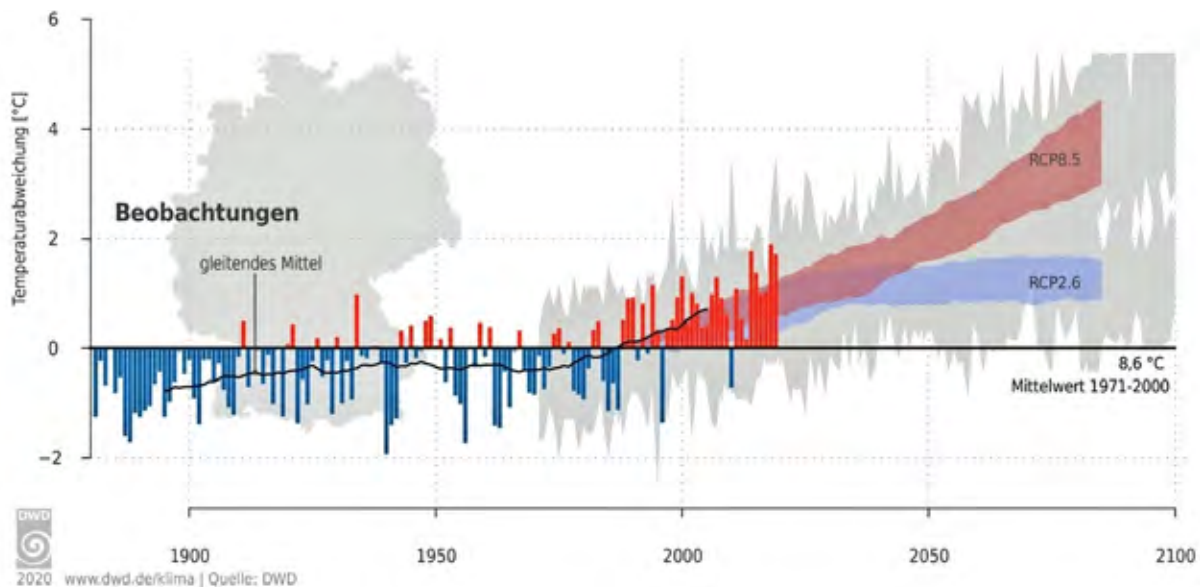 6
4
2
0
−2
Temperaturabweichung [°C]
Beobachtungen
gleitendes Mittel
RCP8.5
RCP2.6
8,6 °C
Mittelwert 1971-2000
1900
1950
2000
2050
2100
DWD
2020 www.dwd.de/klima | Quelle: DWD